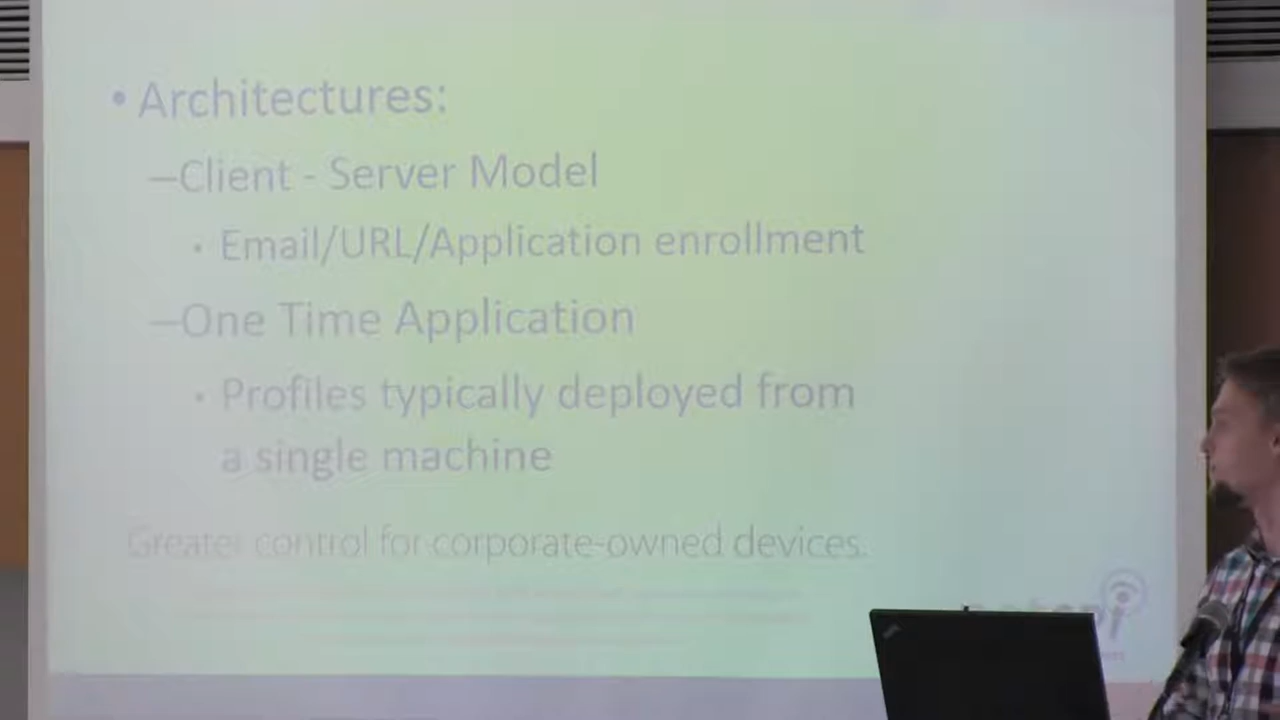 • Architectures:
–Client - Server Model
• Email/URL/Application enrollment
–One Time Application
• Profiles typically deployed from
a single machine
Greater control for corporate-owned devices.